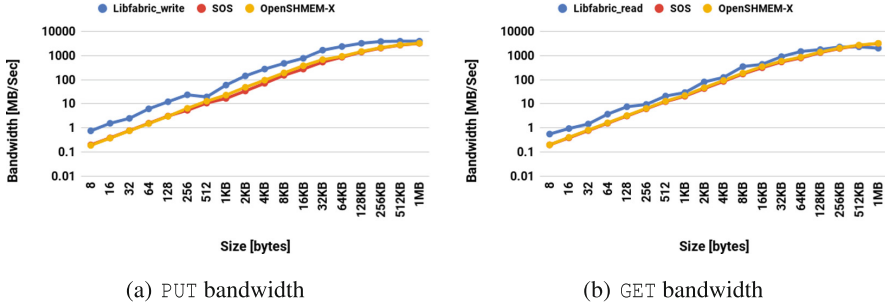 Libfabric_write SOS OpenSHMEM-X
10000
1000
100
10
1
0.1
0.01
Bandwidth [MB/Sec]
8 16 32 64 128 256 512 1KB 2KB 4KB 8KB 16KB 32KB 64KB 128KB 256KB 512KB 1MB
Size [bytes]
(a) PUT bandwidth
Libfabric_read SOS OpenSHMEM-X
10000
1000
100
10
1
0.1
0.01
Bandwidth [MB/Sec]
8 16 32 64 128 256 512 1KB 2KB 4KB 8KB 16KB 32KB 64KB 128KB 256KB 512KB 1MB
Size [bytes]
(b) GET bandwidth